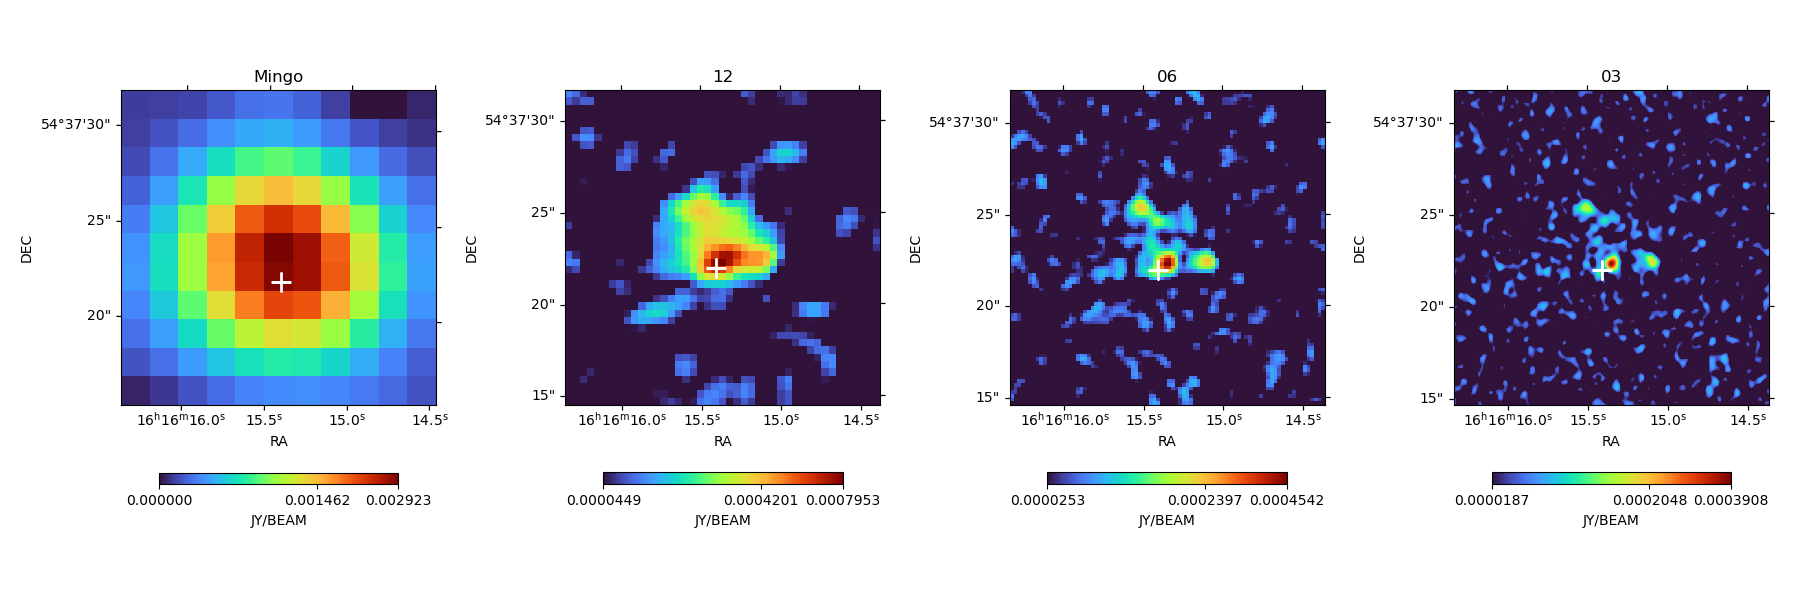 Mingo
54°37'30"
25"
20"
DEC
16h16m16.0s 15.5s 15.0s 14.5s
RA
0.0000000 0.001462 0.002923
JY/BEAM
12
54°37'30"
25"
20"
15"
DEC
16h16m16.0s 15.5s 15.0s 14.5s
RA
0.0000449 0.0004201 0.0007953
JY/BEAM
06
54°37'30"
25"
20"
15"
DEC
16h16m16.0s 15.5s 15.0s 14.5s
RA
0.0000253 0.0002397 0.0004542
JY/BEAM
03
54°37'30"
25"
20"
15"
DEC
16h16m16.0s 15.5s 15.0s 14.5s
RA
0.0000187 0.0002048 0.0003908
JY/BEAM